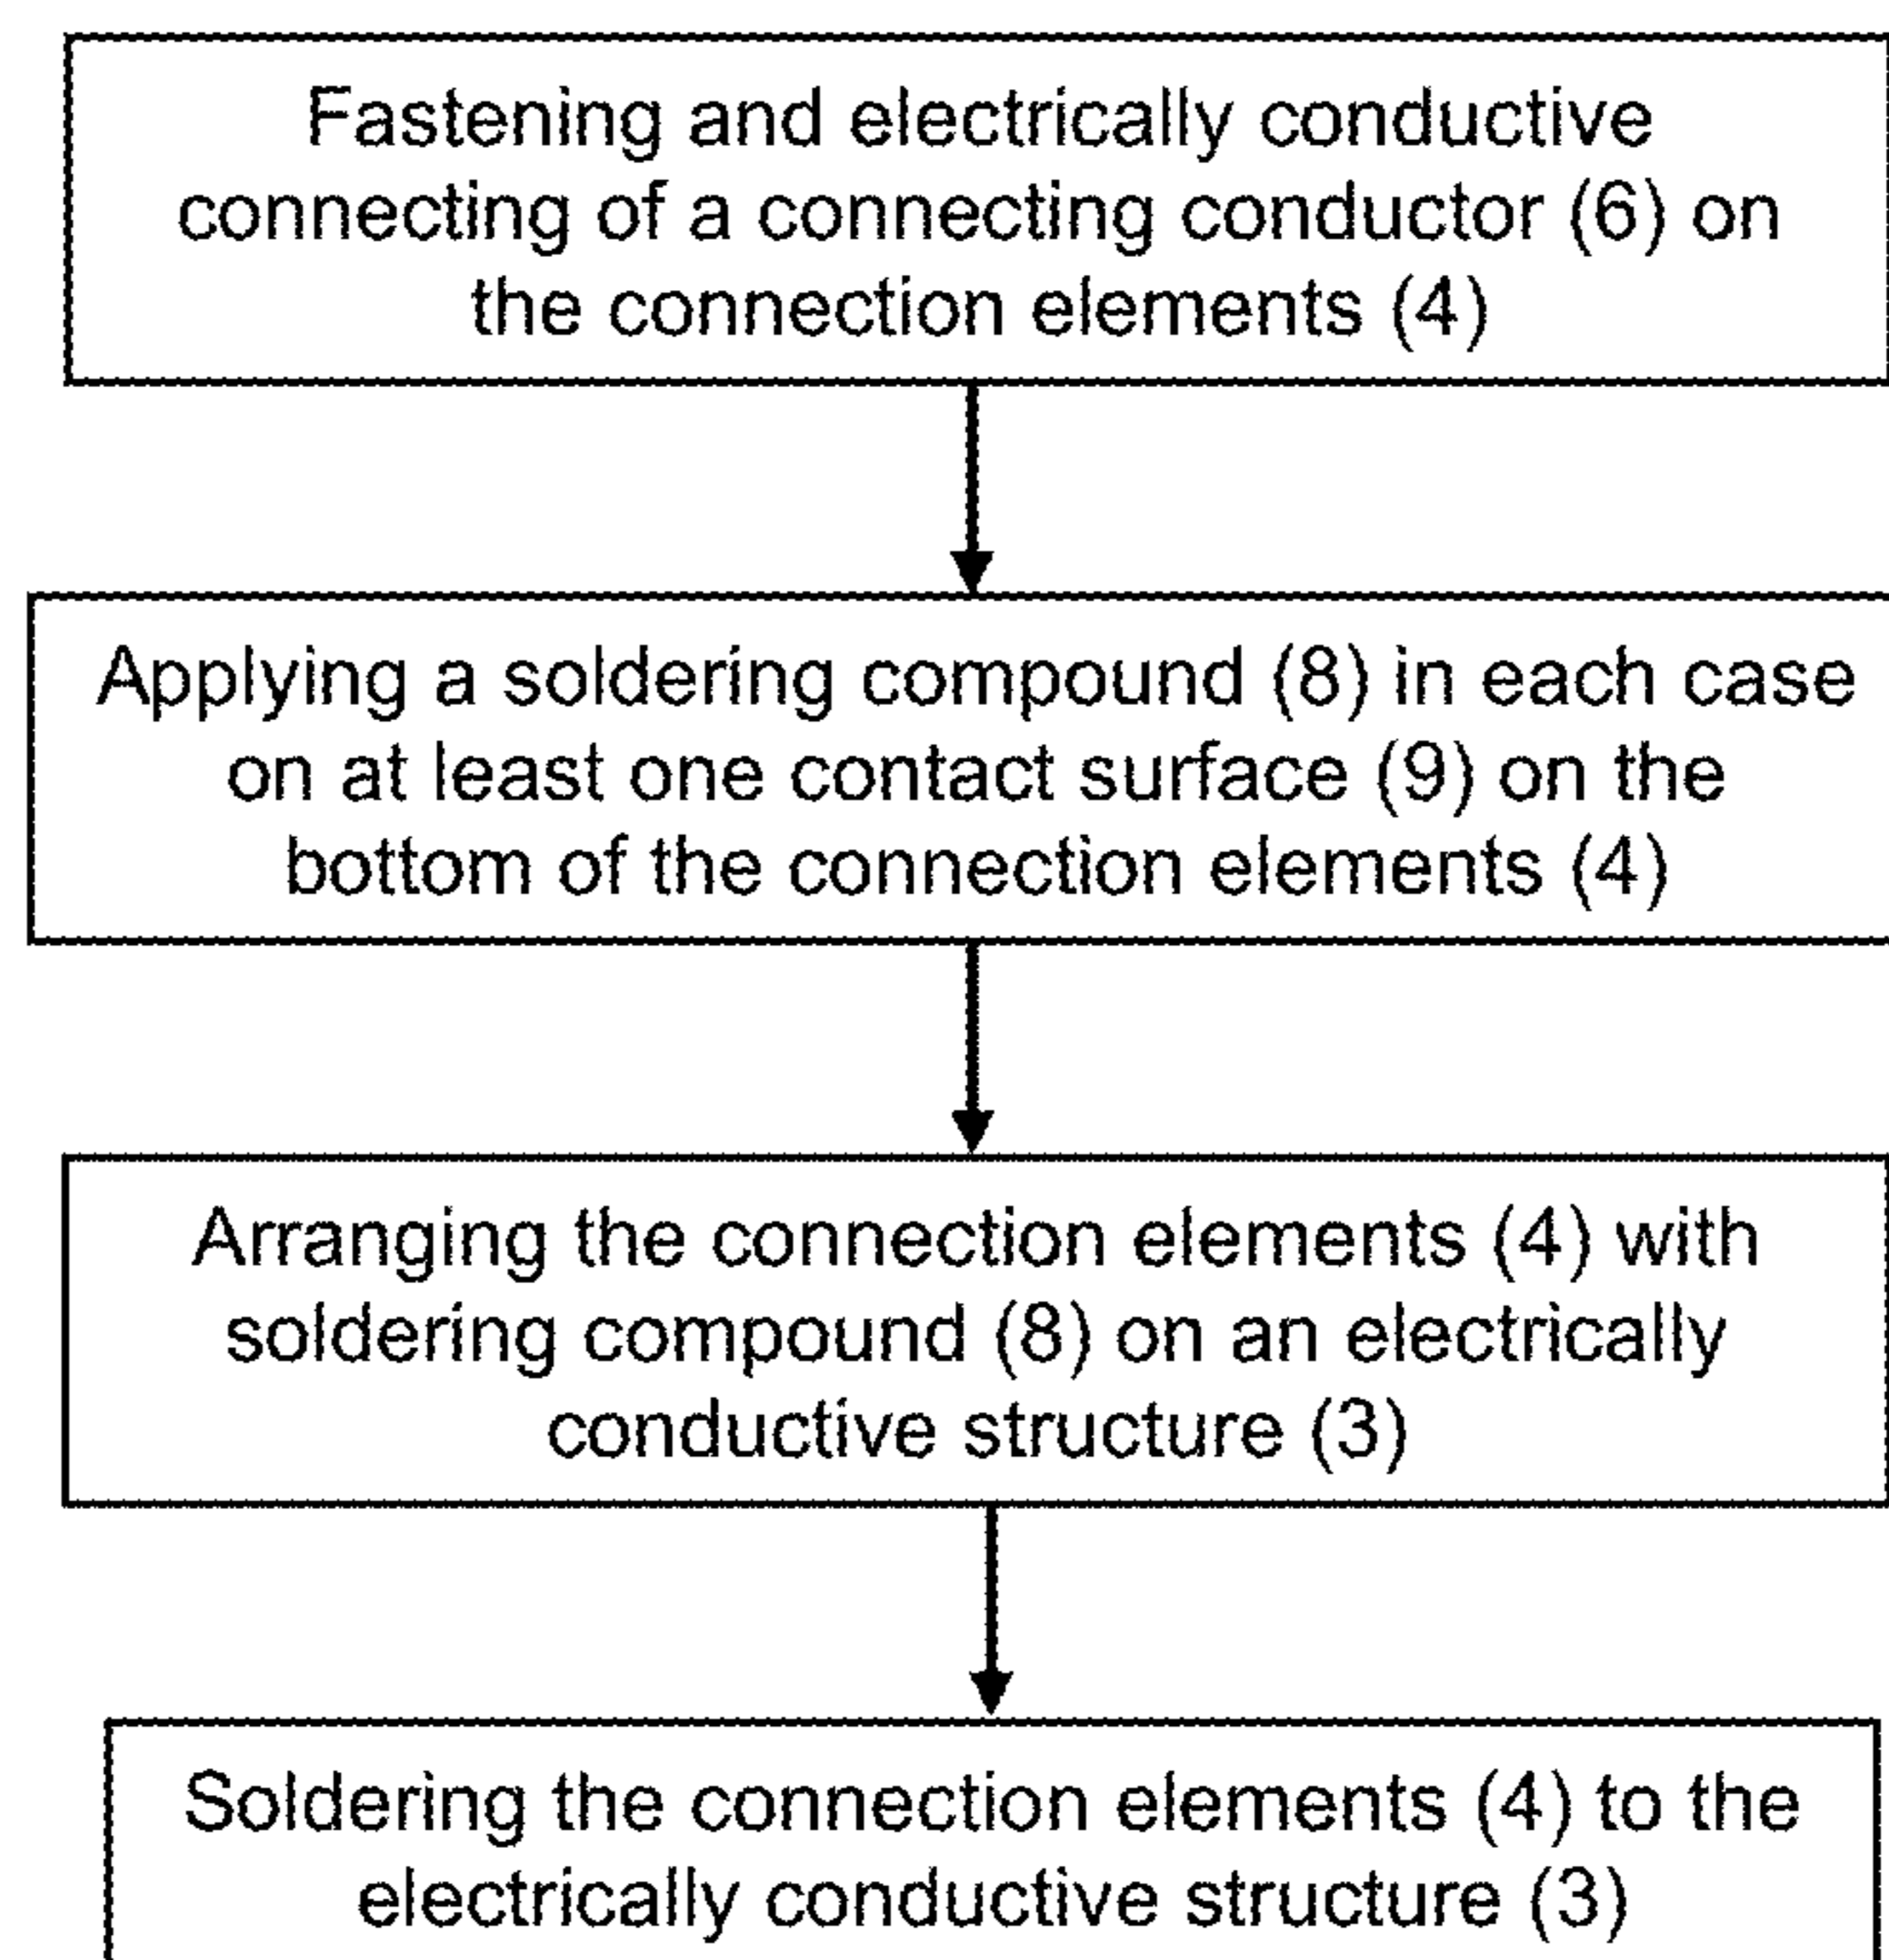 Fastening and electrically conductive
connecting of a connecting conductor (6) on
the connection elements (4)
Applying a soldering compound (8) in each case
on at least one contact surface (9) on the
bottom of the connection elements (4)
Arranging the connection elements (4) with
soldering compound (8) on an electrically
conductive structure (3)
Soldering the connection elements (4) to the
electrically conductive structure (3)